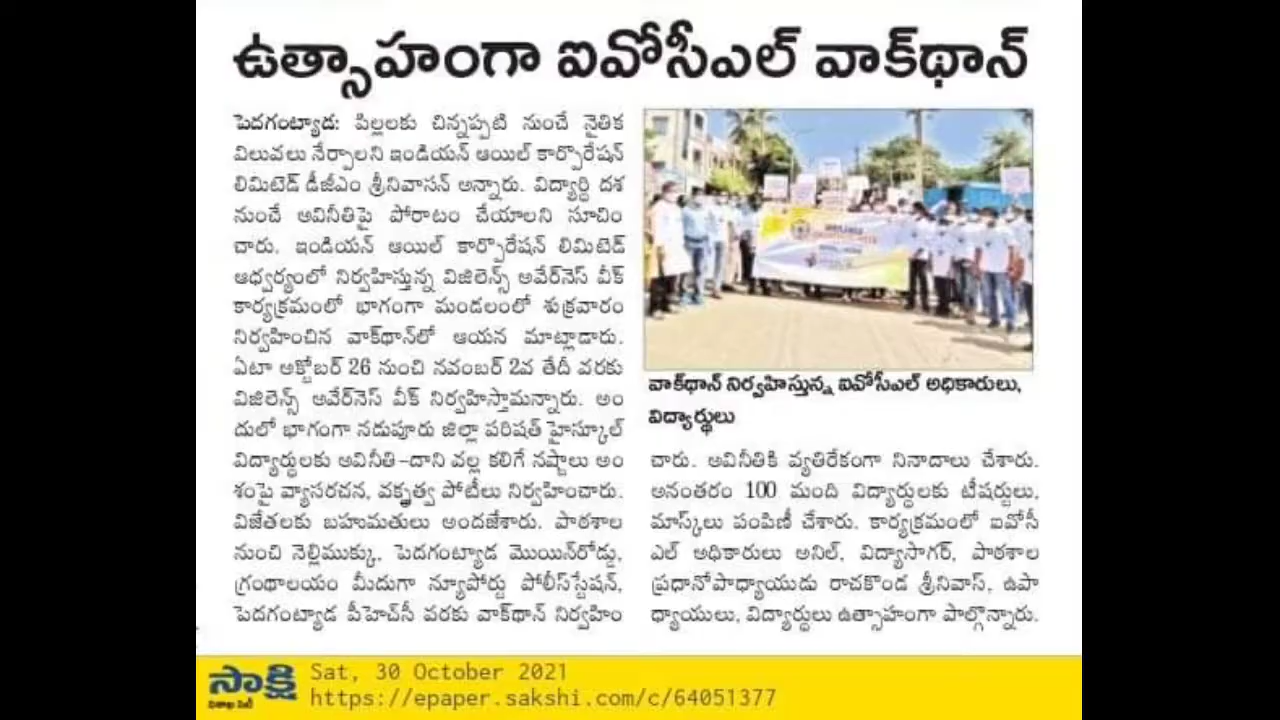 ఉత్సాహంగా ఐవోసీఎల్ వాక్‌థాన్
పెదగంట్యాడ: పిల్లలకు చిన్నప్పటి నుంచే నైతిక
విలువలు నేర్పాలని ఇండియన్ ఆయిల్ కార్పొరేషన్
లిమిటెడ్ డీజీఎం శ్రీనివాసన్ అన్నారు. విద్యార్థి దశ
నుంచే అవినీతిపై పోరాటం చేయాలని సూచిం
చారు. ఇండియన్ ఆయిల్ కార్పొరేషన్ లిమిటెడ్
ఆధ్వర్యంలో నిర్వహిస్తున్న విజిలెన్స్ అవేర్‌నెస్ వీక్
కార్యక్రమంలో భాగంగా మండలంలో శుక్రవారం
నిర్వహించిన వాక్‌థాన్‌లో ఆయన మాట్లాడారు.
ఏటా అక్టోబర్ 26 నుంచి నవంబర్ 2వ తేదీ వరకు
విజిలెన్స్ అవేర్‌నెస్ వీక్ నిర్వహిస్తామన్నారు. అం
దులో భాగంగా నడుపూరు జిల్లా పరిషత్ హైస్కూల్
విద్యార్థులకు అవినీతి–దాని వల్ల కలిగే నష్టాలు అం
శంపై వ్యాసరచన, వక్తృత్వ పోటీలు నిర్వహించారు.
విజేతలకు బహుమతులు అందజేశారు. పాఠశాల
నుంచి నెల్లిముక్కు, పెదగంట్యాడ మెయిన్‌రోడ్డు,
గ్రంథాలయం మీదుగా న్యూపోర్టు పోలీస్‌స్టేషన్,
పెదగంట్యాడ పీహెచ్‌సీ వరకు వాక్‌థాన్ నిర్వహిం
వాక్‌థాన్ నిర్వహిస్తున్న ఐవోసీఎల్ అధికారులు,
విద్యార్థులు
చారు. అవినీతికి వ్యతిరేకంగా నినాదాలు చేశారు.
అనంతరం 100 మంది విద్యార్థులకు టీషర్టులు,
మాస్క్‌లు పంపిణీ చేశారు. కార్యక్రమంలో ఐవోసీ
ఎల్ అధికారులు అనిల్, విద్యాసాగర్, పాఠశాల
ప్రధానోపాధ్యాయుడు రాచకొండ శ్రీనివాస్, ఉపా
ధ్యాయులు, విద్యార్థులు ఉత్సాహంగా పాల్గొన్నారు.
సాక్షి
విశాఖ సిటీ
Sat, 30 October 2021
https://epaper.sakshi.com/c/64051377